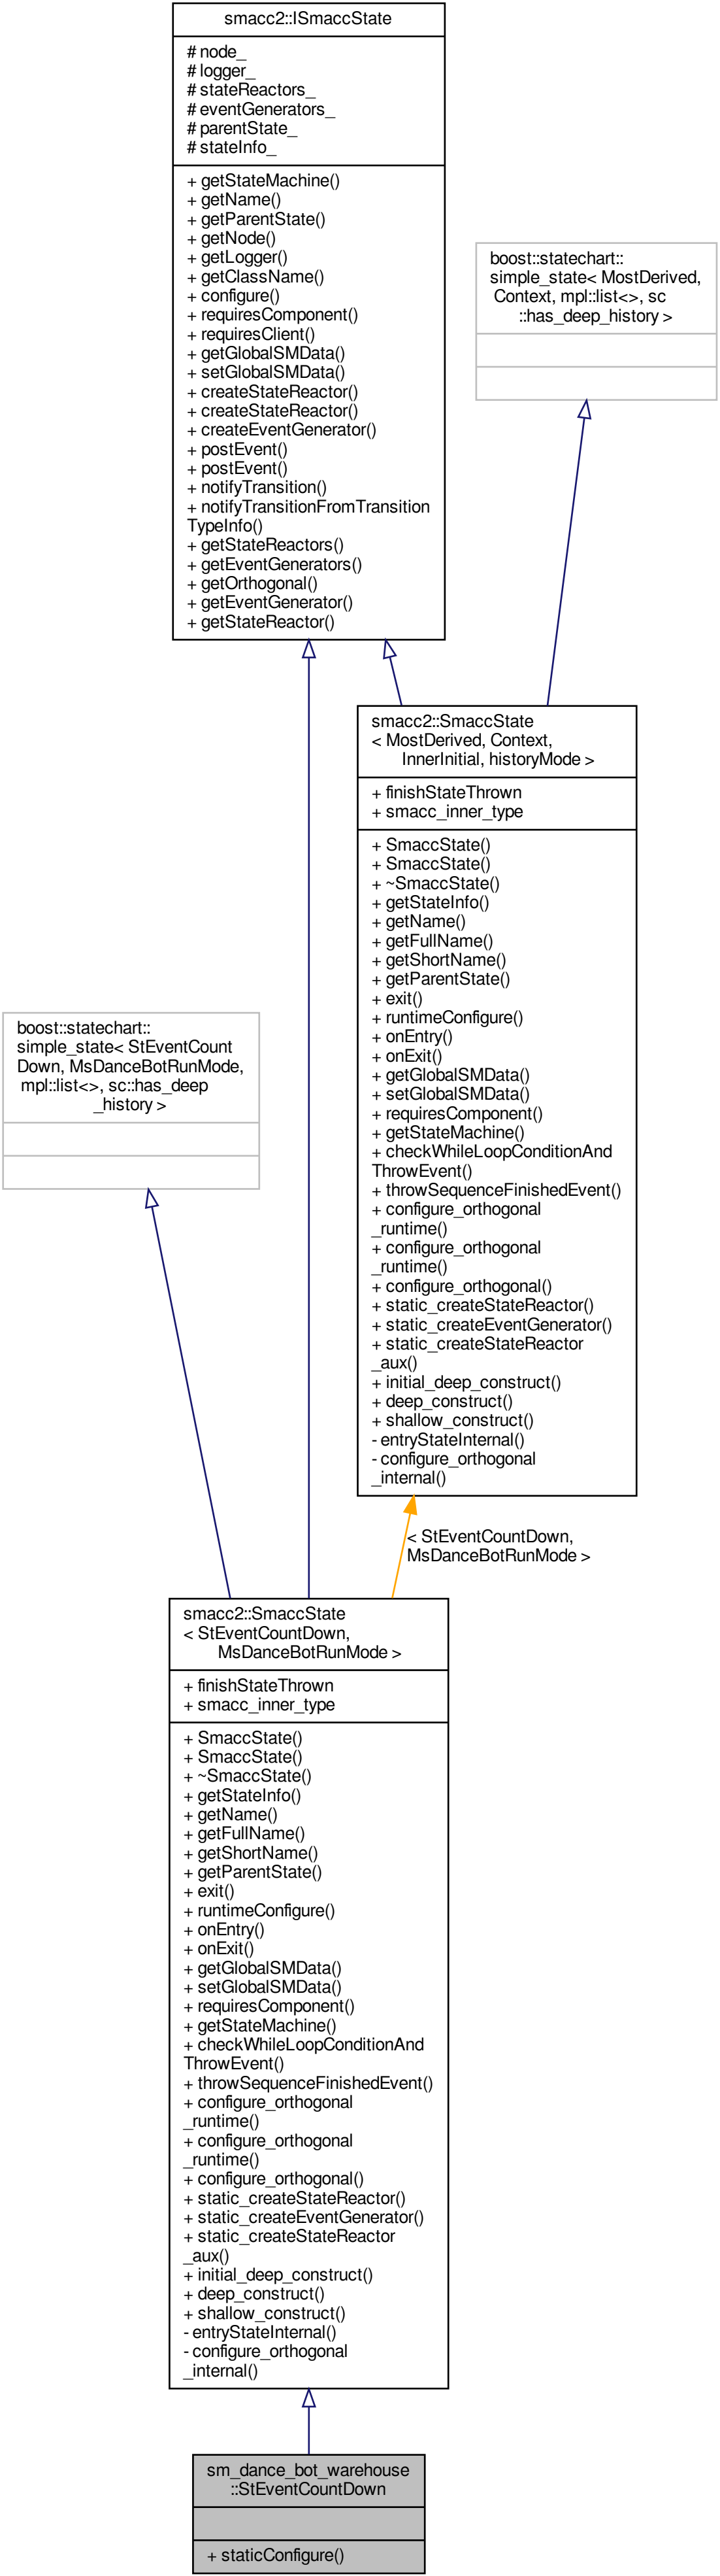 smacc2::ISmaccState
# node_
# logger_
# stateReactors_
# eventGenerators_
# parentState_
# stateInfo_
+ getStateMachine()
+ getName()
+ getParentState()
+ getNode()
+ getLogger()
+ getClassName()
+ configure()
+ requiresComponent()
+ requiresClient()
+ getGlobalSMData()
+ setGlobalSMData()
+ createStateReactor()
+ createStateReactor()
+ createEventGenerator()
+ postEvent()
+ postEvent()
+ notifyTransition()
+ notifyTransitionFromTransition
TypeInfo()
+ getStateReactors()
+ getEventGenerators()
+ getOrthogonal()
+ getEventGenerator()
+ getStateReactor()
boost::statechart::
simple_state< MostDerived,
Context, mpl::list<>, sc
::has_deep_history >
smacc2::SmaccState
< MostDerived, Context,
InnerInitial, historyMode >
+ finishStateThrown
+ smacc_inner_type
+ SmaccState()
+ SmaccState()
+ ~SmaccState()
+ getStateInfo()
+ getName()
+ getFullName()
+ getShortName()
+ getParentState()
+ exit()
+ runtimeConfigure()
+ onEntry()
+ onExit()
+ getGlobalSMData()
+ setGlobalSMData()
+ requiresComponent()
+ getStateMachine()
+ checkWhileLoopConditionAnd
ThrowEvent()
+ throwSequenceFinishedEvent()
+ configure_orthogonal
_runtime()
+ configure_orthogonal
_runtime()
+ configure_orthogonal()
+ static_createStateReactor()
+ static_createEventGenerator()
+ static_createStateReactor
_aux()
+ initial_deep_construct()
+ deep_construct()
+ shallow_construct()
- entryStateInternal()
- configure_orthogonal
_internal()
boost::statechart::
simple_state< StEventCount
Down, MsDanceBotRunMode,
mpl::list<>, sc::has_deep
_history >
< StEventCountDown,
MsDanceBotRunMode >
smacc2::SmaccState
< StEventCountDown,
MsDanceBotRunMode >
+ finishStateThrown
+ smacc_inner_type
+ SmaccState()
+ SmaccState()
+ ~SmaccState()
+ getStateInfo()
+ getName()
+ getFullName()
+ getShortName()
+ getParentState()
+ exit()
+ runtimeConfigure()
+ onEntry()
+ onExit()
+ getGlobalSMData()
+ setGlobalSMData()
+ requiresComponent()
+ getStateMachine()
+ checkWhileLoopConditionAnd
ThrowEvent()
+ throwSequenceFinishedEvent()
+ configure_orthogonal
_runtime()
+ configure_orthogonal
_runtime()
+ configure_orthogonal()
+ static_createStateReactor()
+ static_createEventGenerator()
+ static_createStateReactor
_aux()
+ initial_deep_construct()
+ deep_construct()
+ shallow_construct()
- entryStateInternal()
- configure_orthogonal
_internal()
sm_dance_bot_warehouse
::StEventCountDown
+ staticConfigure()